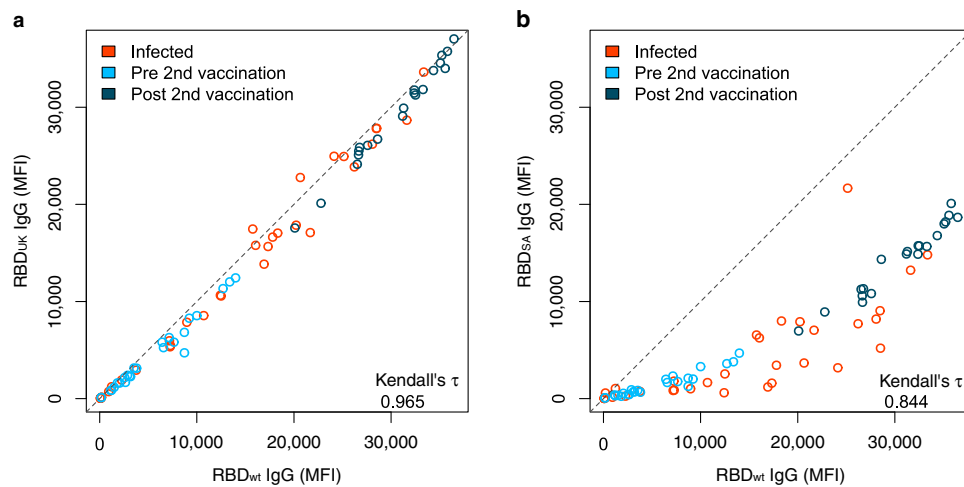 a
Infected
Pre 2nd vaccination
Post 2nd vaccination
RBDUK IgG (MFI)
30,000
20,000
10,000
0
Kendall's τ
0.965
0 10,000 20,000 30,000
RBDwt IgG (MFI)
b
Infected
Pre 2nd vaccination
Post 2nd vaccination
RBDSA IgG (MFI)
30,000
20,000
10,000
0
Kendall's τ
0.844
0 10,000 20,000 30,000
RBDwt IgG (MFI)